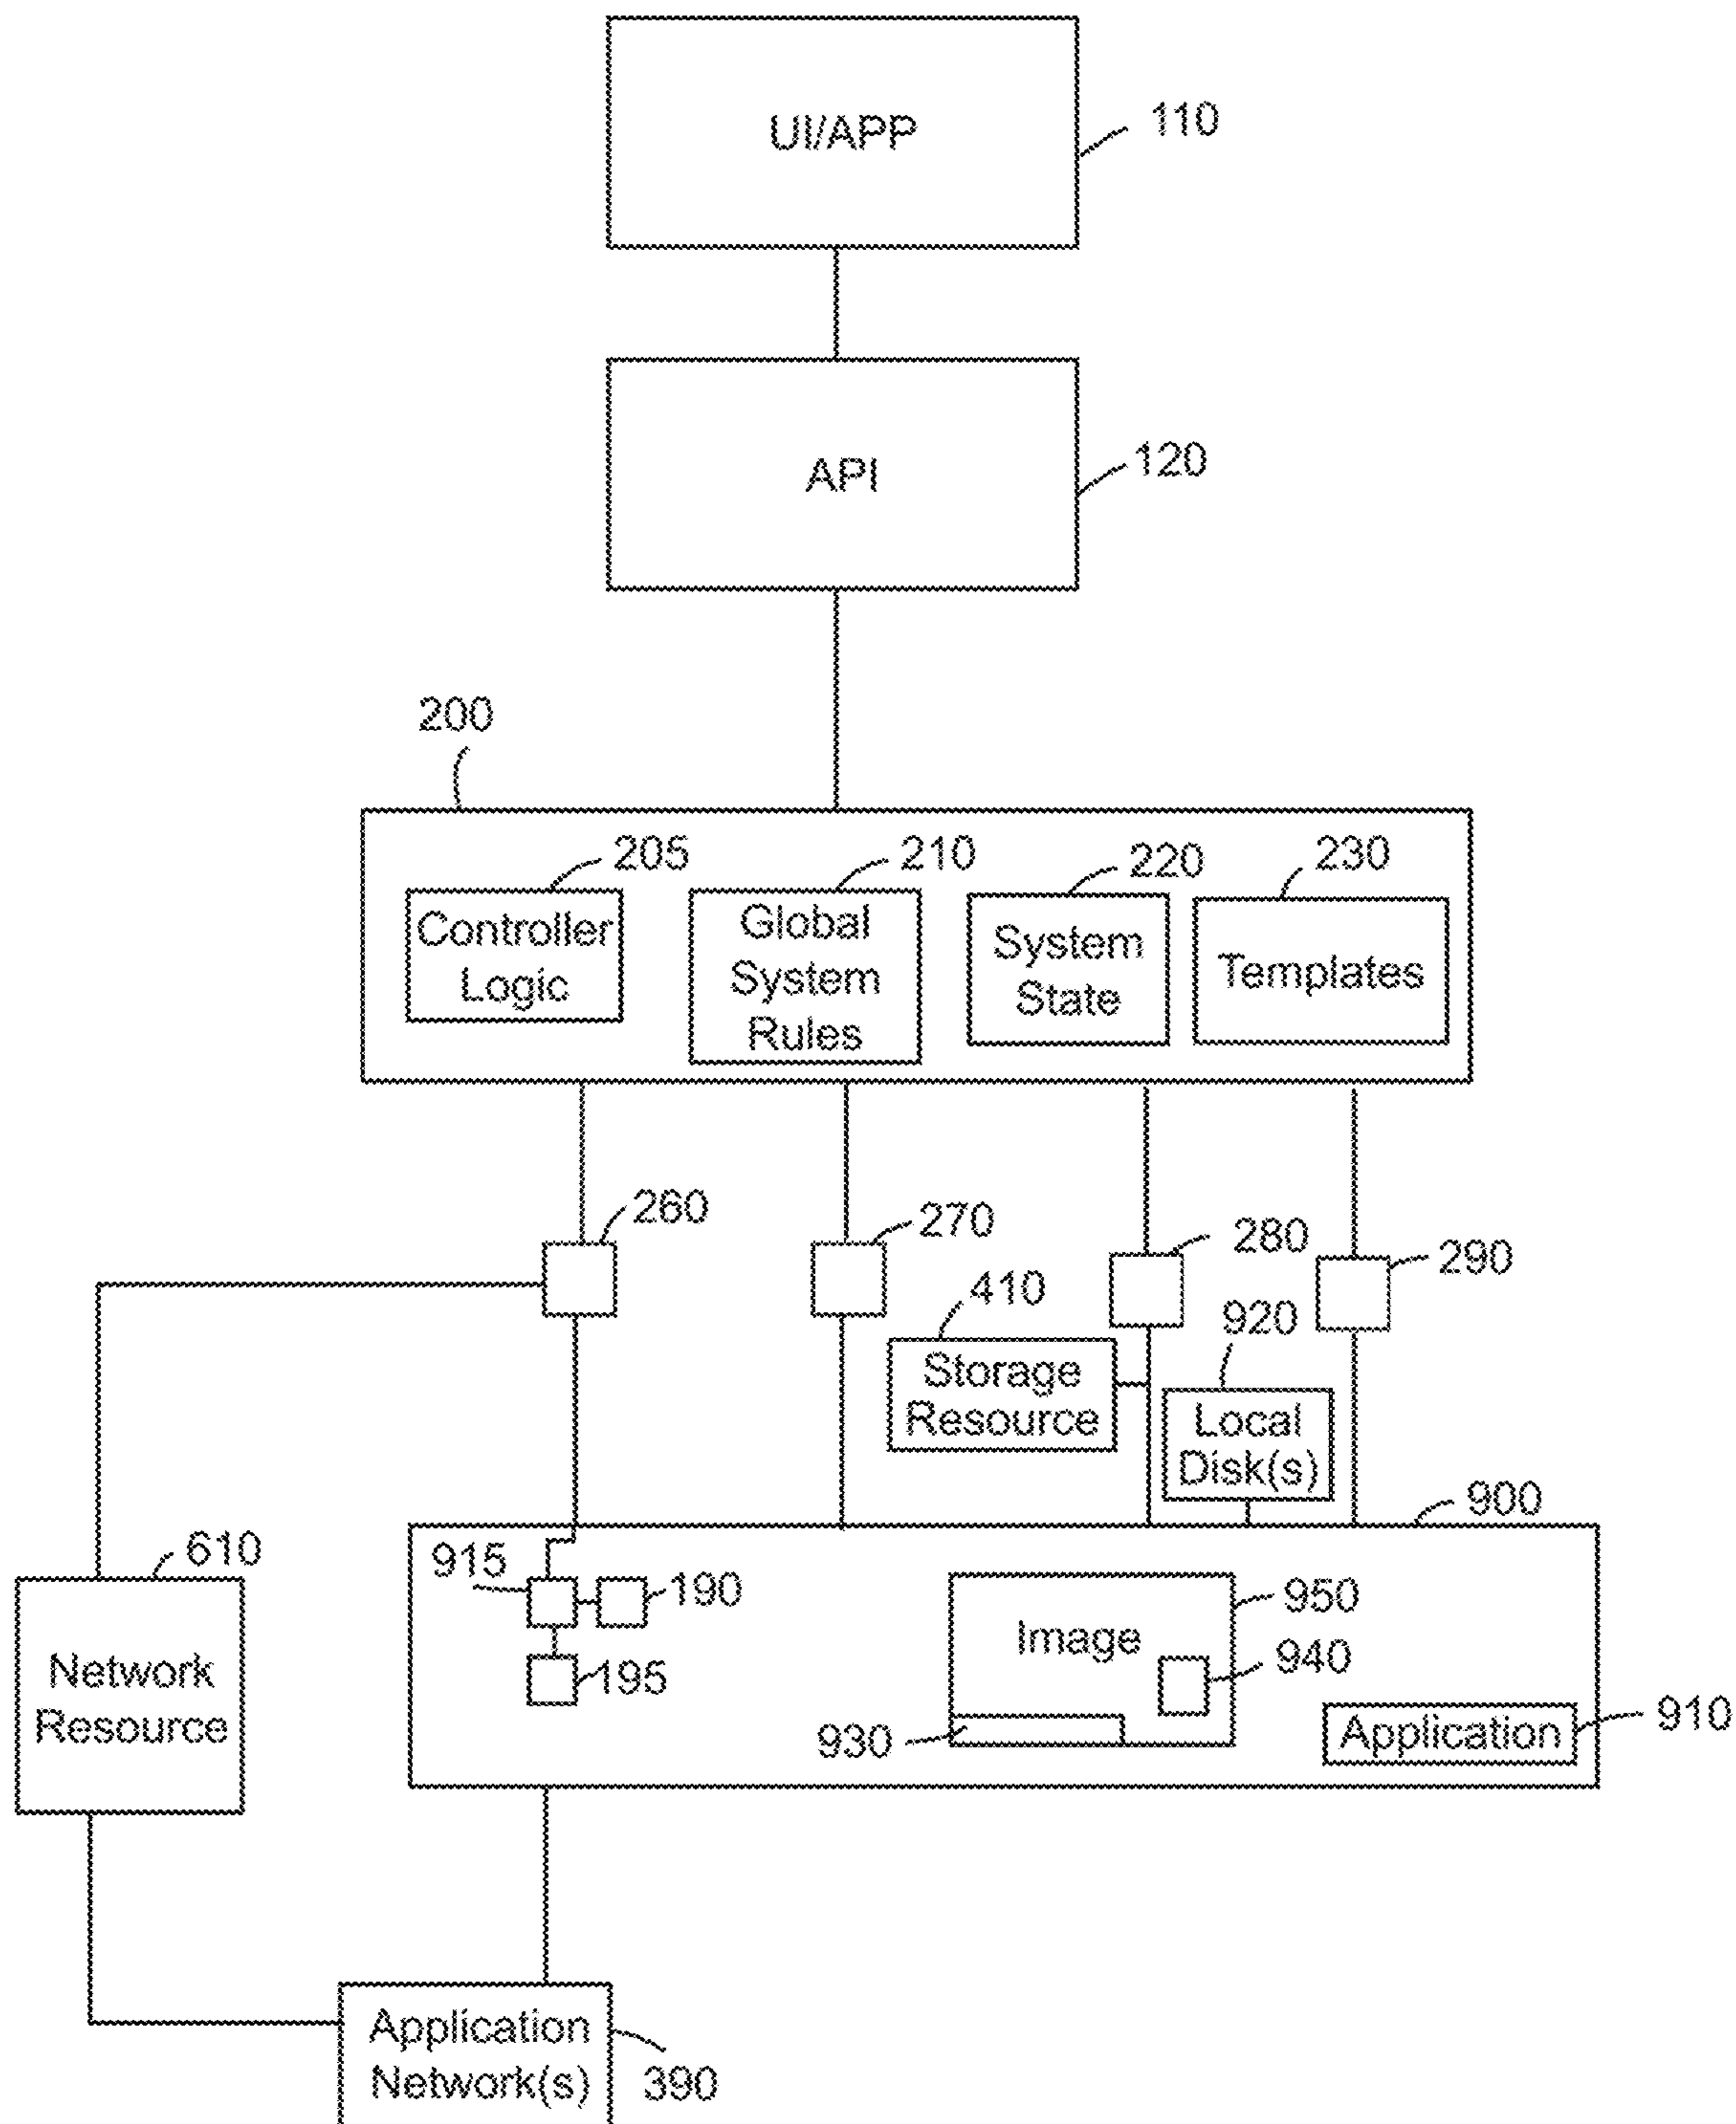 UI/APP
110
API
120
200
205
210
220
230
Controller
Logic
Global
System
Rules
System
State
Templates
260
270
280
290
410
920
Storage
Resource
Local
Disk(s)
900
610
915
190
195
Network
Resource
Image
950
940
930
Application
910
Application
Network(s)
390